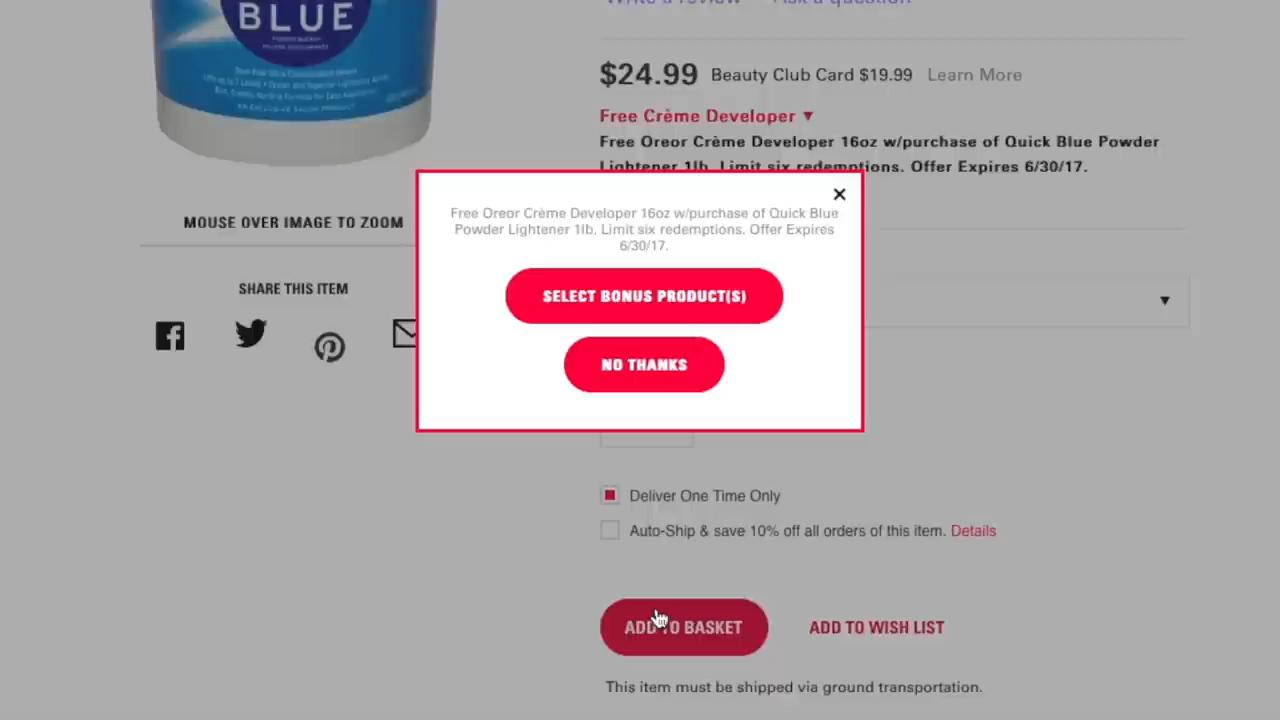 Write a review
Ask a question
BLUE
$24.99 Beauty Club Card $19.99 Learn More
Free Crème Developer ▼
Free Oreor Crème Developer 16oz w/purchase of Quick Blue Powder
Lightener 1lb. Limit six redemptions. Offer Expires 6/30/17.
MOUSE OVER IMAGE TO ZOOM
SHARE THIS ITEM
Free Oreor Crème Developer 16oz w/purchase of Quick Blue
Powder Lightener 1lb. Limit six redemptions. Offer Expires
6/30/17.
SELECT BONUS PRODUCT(S)
NO THANKS
Deliver One Time Only
Auto-Ship & save 10% off all orders of this item. Details
ADD TO BASKET
ADD TO WISH LIST
This item must be shipped via ground transportation.